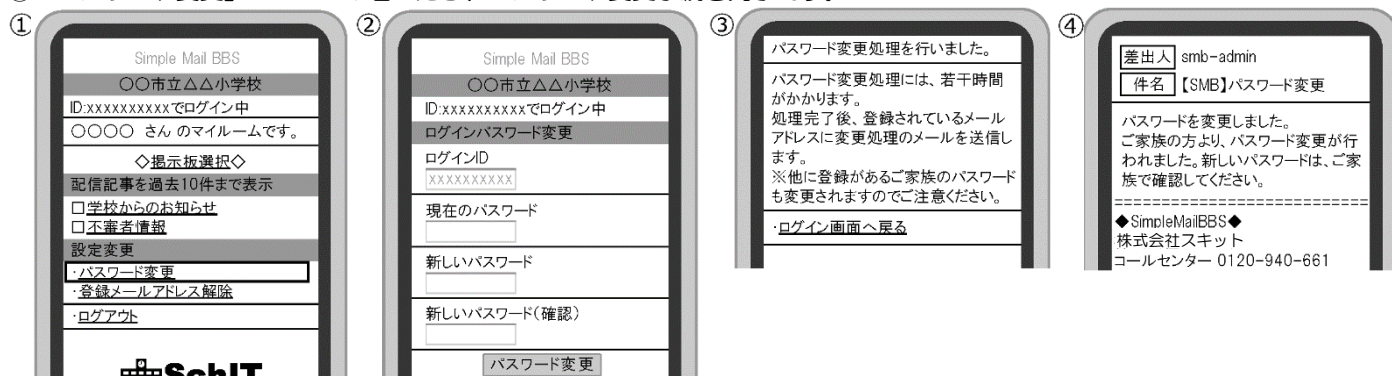 ①
Simple Mail BBS
〇〇市立△△小学校
ID:xxxxxxxxxxでログイン中
〇〇〇〇 さん のマイルームです。
◇掲示板選択◇
配信記事を過去10件まで表示
□学校からのお知らせ
□不審者情報
設定変更
・パスワード変更
・登録メールアドレス解除
・ログアウト
SchIT
②
Simple Mail BBS
〇〇市立△△小学校
ID:xxxxxxxxxxでログイン中
ログインパスワード変更
ログインID
xxxxxxxxxx
現在のパスワード
新しいパスワード
新しいパスワード(確認)
パスワード変更
③
パスワード変更処理を行いました。
パスワード変更処理には、若干時間
がかかります。
処理完了後、登録されているメール
アドレスに変更処理のメールを送信し
ます。
※他に登録があるご家族のパスワード
も変更されますのでご注意ください。
・ログイン画面へ戻る
④
差出人 smb-admin
件名 【SMB】パスワード変更
パスワードを変更しました。
ご家族の方より、パスワード変更が行
われました。新しいパスワードは、ご家
族で確認してください。
===========================
◆SimpleMailBBS◆
株式会社スキット
コールセンター 0120-940-661